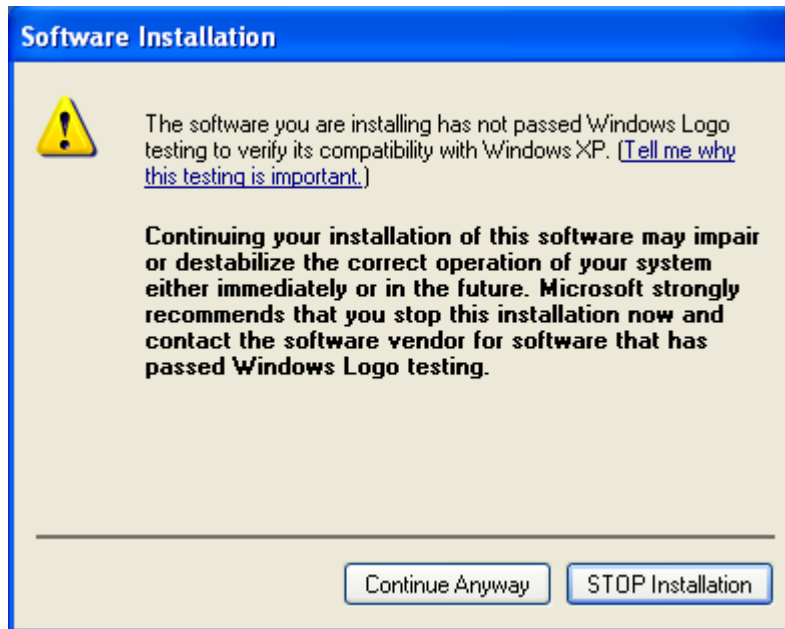 Software Installation
The software you are installing has not passed Windows Logo
testing to verify its compatibility with Windows XP. (Tell me why
this testing is important.)
Continuing your installation of this software may impair
or destabilize the correct operation of your system
either immediately or in the future. Microsoft strongly
recommends that you stop this installation now and
contact the software vendor for software that has
passed Windows Logo testing.
Continue Anyway
STOP Installation